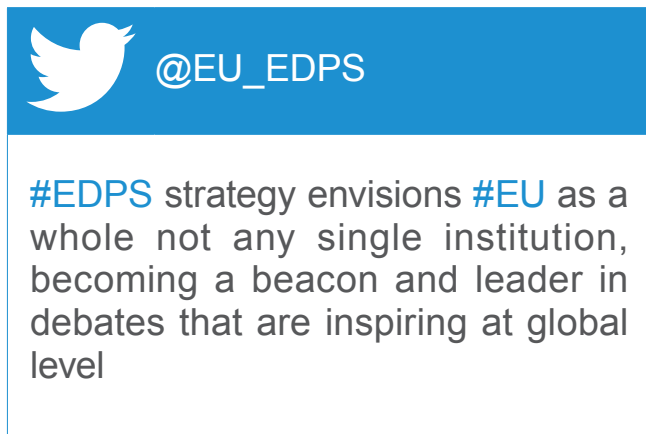 @EU_EDPS
#EDPS strategy envisions #EU as a
whole not any single institution,
becoming a beacon and leader in
debates that are inspiring at global
level